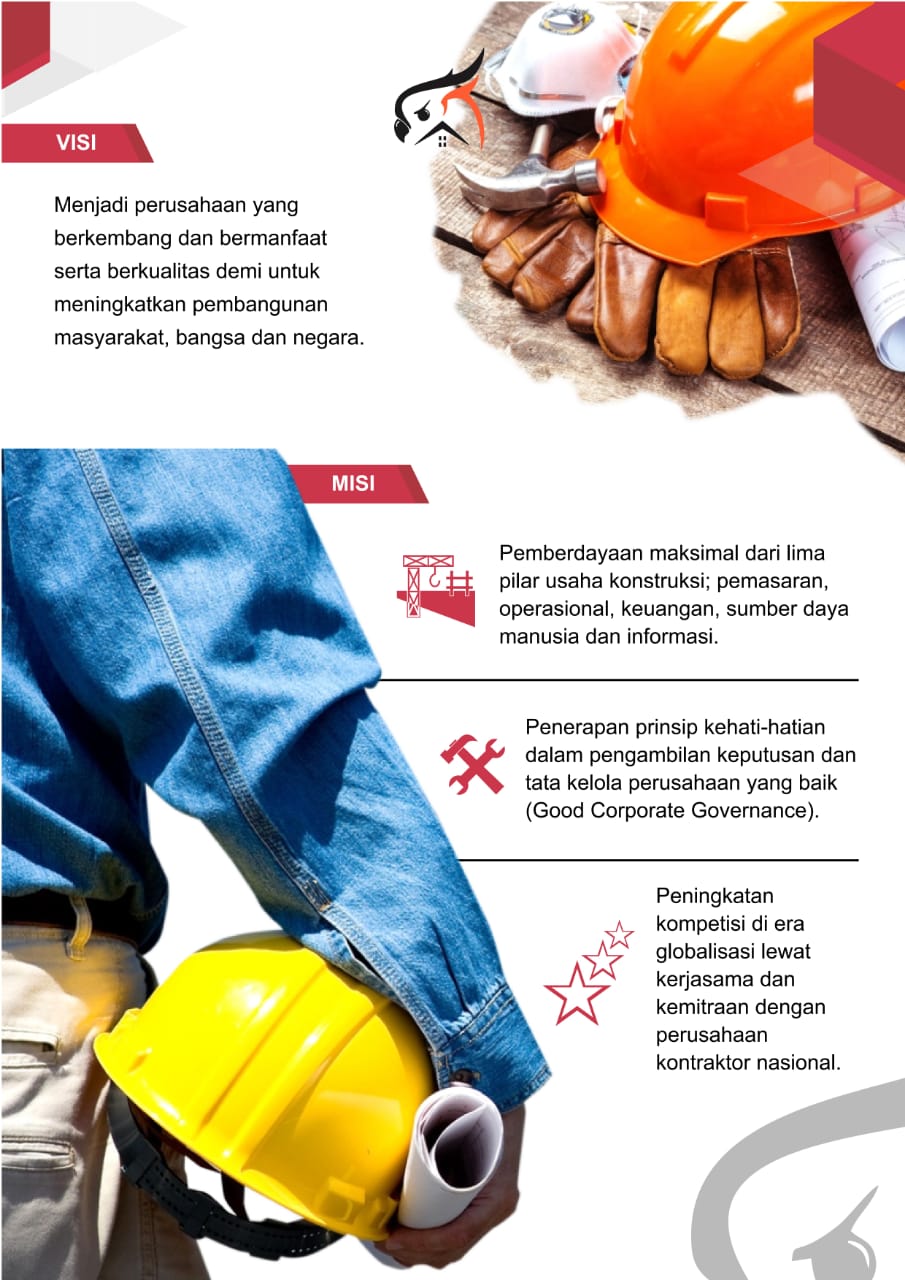 VISI
Menjadi perusahaan yang
berkembang dan bermanfaat
serta berkualitas demi untuk
meningkatkan pembangunan
masyarakat, bangsa dan negara.
MISI
Pemberdayaan maksimal dari lima
pilar usaha konstruksi; pemasaran,
operasional, keuangan, sumber daya
manusia dan informasi.
Penerapan prinsip kehati-hatian
dalam pengambilan keputusan dan
tata kelola perusahaan yang baik
(Good Corporate Governance).
Peningkatan
kompetisi di era
globalisasi lewat
kerjasama dan
kemitraan dengan
perusahaan
kontraktor nasional.